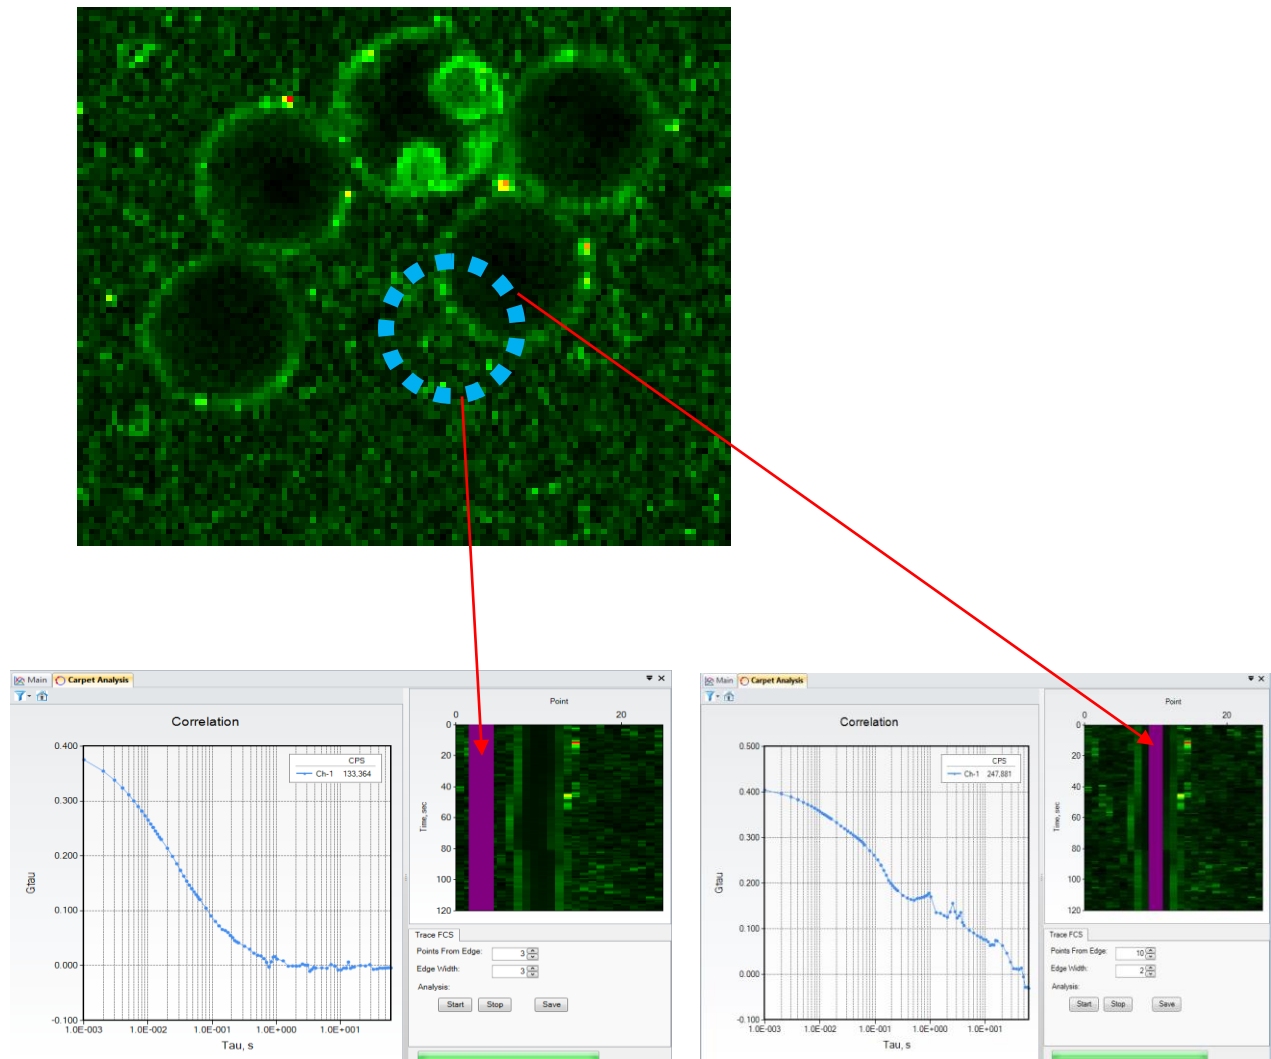 Main Carpet Analysis
Correlation
0.400
0.300
0.200
0.100
0.000
-0.100
CPS
Ch-1 133.364
Gtau
1.0E-003 1.0E-002 1.0E-001 1.0E+000 1.0E+001
Tau, s
Point
0 20
0
20
40
60
80
100
120
Time, sec
Trace FCS
Points From Edge: 3
Edge Width: 3
Analysis:
Start Stop Save
Main Carpet Analysis
Correlation
0.500
0.400
0.300
0.200
0.100
0.000
-0.100
CPS
Ch-1 247.881
Gtau
1.0E-003 1.0E-002 1.0E-001 1.0E+000 1.0E+001
Tau, s
Point
0 20
0
20
40
60
80
100
120
Time, sec
Trace FCS
Points From Edge: 10
Edge Width: 2
Analysis:
Start Stop Save